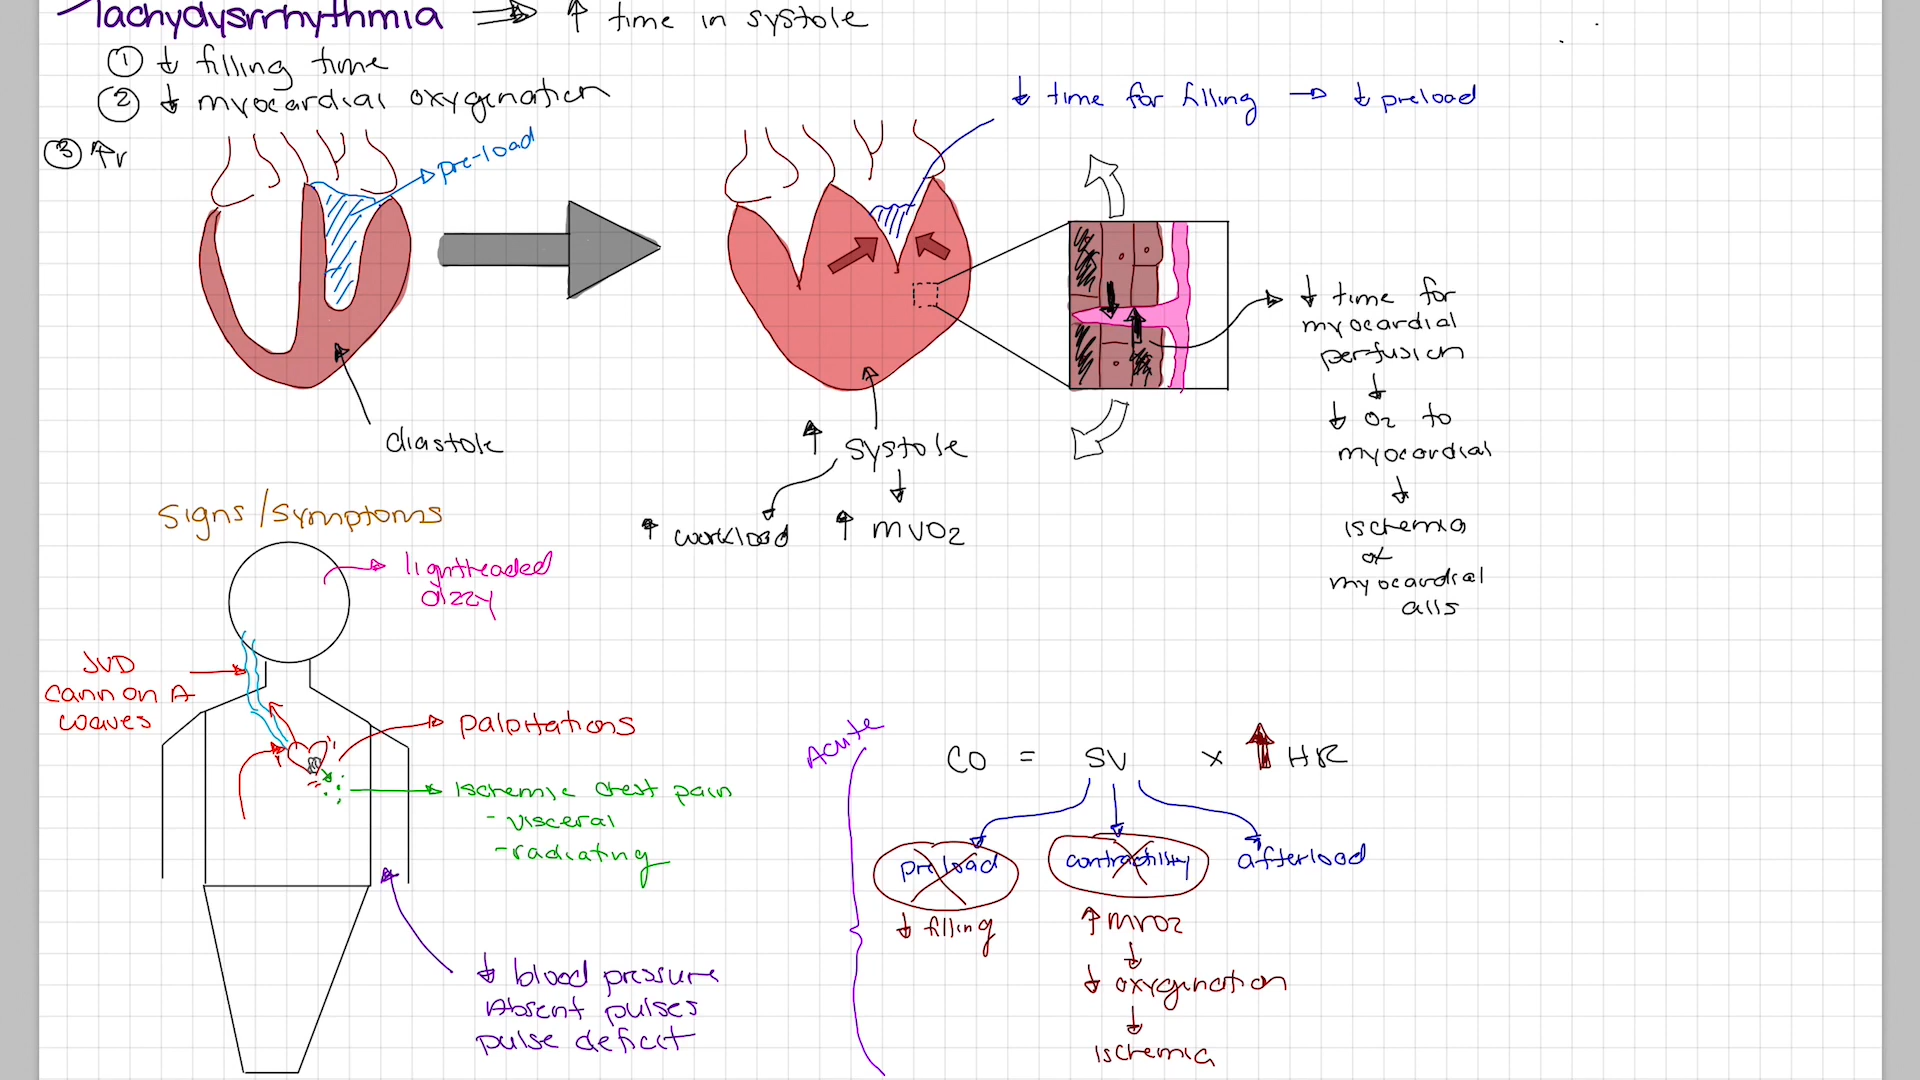 Tachydysrrhythmia ⇒ ↑ time in systole
① ↓ filling time
② ↓ myocardial oxygenation
③ ↑r
pre-load
↓ time for filling → ↓ preload
diastole
↑ systole
↑ workload
↑ MVO2
↓ time for
myocardial
perfusion
↓
↓ O2 to
myocardial
↓
ischemia
of
myocardial
cells
Signs/Symptoms
lightheaded
dizzy
JVD
cannon A
waves
palpitations
Ischemic chest pain
- visceral
- radiating
↓ blood pressure
Absent pulses
pulse deficit
Acute
CO = SV x ↑ HR
preload
contractility
afterload
↓ filling
↑ MVO2
↓
↓ oxygenation
↓
Ischemia